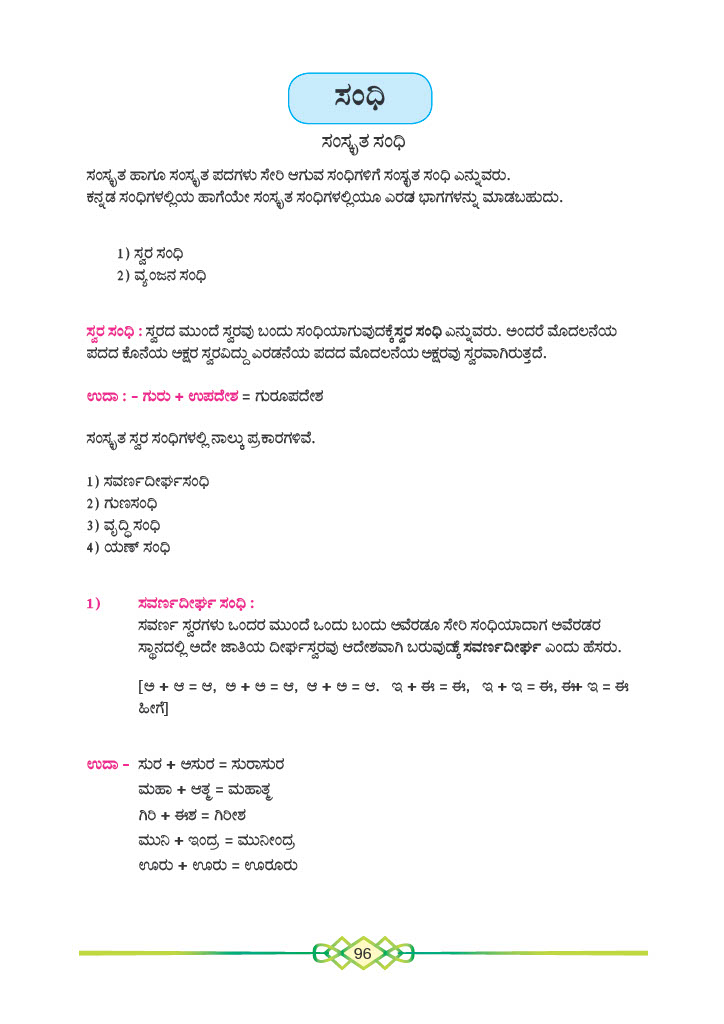 ಸಂಧಿ
ಸಂಸ್ಕೃತ ಸಂಧಿ
ಸಂಸ್ಕೃತ ಹಾಗೂ ಸಂಸ್ಕೃತ ಪದಗಳು ಸೇರಿ ಆಗುವ ಸಂಧಿಗಳಿಗೆ ಸಂಸ್ಕೃತ ಸಂಧಿ ಎನ್ನುವರು.
ಕನ್ನಡ ಸಂಧಿಗಳಲ್ಲಿಯ ಹಾಗೆಯೇ ಸಂಸ್ಕೃತ ಸಂಧಿಗಳಲ್ಲಿಯೂ ಎರಡ ಭಾಗಗಳನ್ನು ಮಾಡಬಹುದು.
1) ಸ್ವರ ಸಂಧಿ
2) ವ್ಯಂಜನ ಸಂಧಿ
ಸ್ವರ ಸಂಧಿ : ಸ್ವರದ ಮುಂದೆ ಸ್ವರವು ಬಂದು ಸಂಧಿಯಾಗುವುದಕ್ಕೆ ಸ್ವರ ಸಂಧಿ ಎನ್ನುವರು. ಅಂದರೆ ಮೊದಲನೆಯ
ಪದದ ಕೊನೆಯ ಅಕ್ಷರ ಸ್ವರವಿದ್ದು ಎರಡನೆಯ ಪದದ ಮೊದಲನೆಯ ಅಕ್ಷರವು ಸ್ವರವಾಗಿರುತ್ತದೆ.
ಉದಾ : - ಗುರು + ಉಪದೇಶ = ಗುರೂಪದೇಶ
ಸಂಸ್ಕೃತ ಸ್ವರ ಸಂಧಿಗಳಲ್ಲಿ ನಾಲ್ಕು ಪ್ರಕಾರಗಳಿವೆ.
1) ಸವರ್ಣದೀರ್ಘಸಂಧಿ
2) ಗುಣಸಂಧಿ
3) ವೃದ್ಧಿ ಸಂಧಿ
4) ಯಣ್ ಸಂಧಿ
1) ಸವರ್ಣದೀರ್ಘ ಸಂಧಿ :
ಸವರ್ಣ ಸ್ವರಗಳು ಒಂದರ ಮುಂದೆ ಒಂದು ಬಂದು ಅವೆರಡೂ ಸೇರಿ ಸಂಧಿಯಾದಾಗ ಅವೆರಡರ
ಸ್ಥಾನದಲ್ಲಿ ಅದೇ ಜಾತಿಯ ದೀರ್ಘಸ್ವರವು ಆದೇಶವಾಗಿ ಬರುವುದಕ್ಕೆ ಸವರ್ಣದೀರ್ಘ ಎಂದು ಹೆಸರು.
[ಅ + ಆ = ಆ, ಅ + ಅ = ಆ, ಆ + ಅ = ಆ. ಇ + ಈ = ಈ, ಇ + ಇ = ಈ, ಈ+ ಇ = ಈ
ಹೀಗೆ]
ಉದಾ - ಸುರ + ಅಸುರ = ಸುರಾಸುರ
ಮಹಾ + ಆತ್ಮ = ಮಹಾತ್ಮ
ಗಿರಿ + ಈಶ = ಗಿರೀಶ
ಮುನಿ + ಇಂದ್ರ = ಮುನೀಂದ್ರ
ಊರು + ಊರು = ಊರೂರು
96